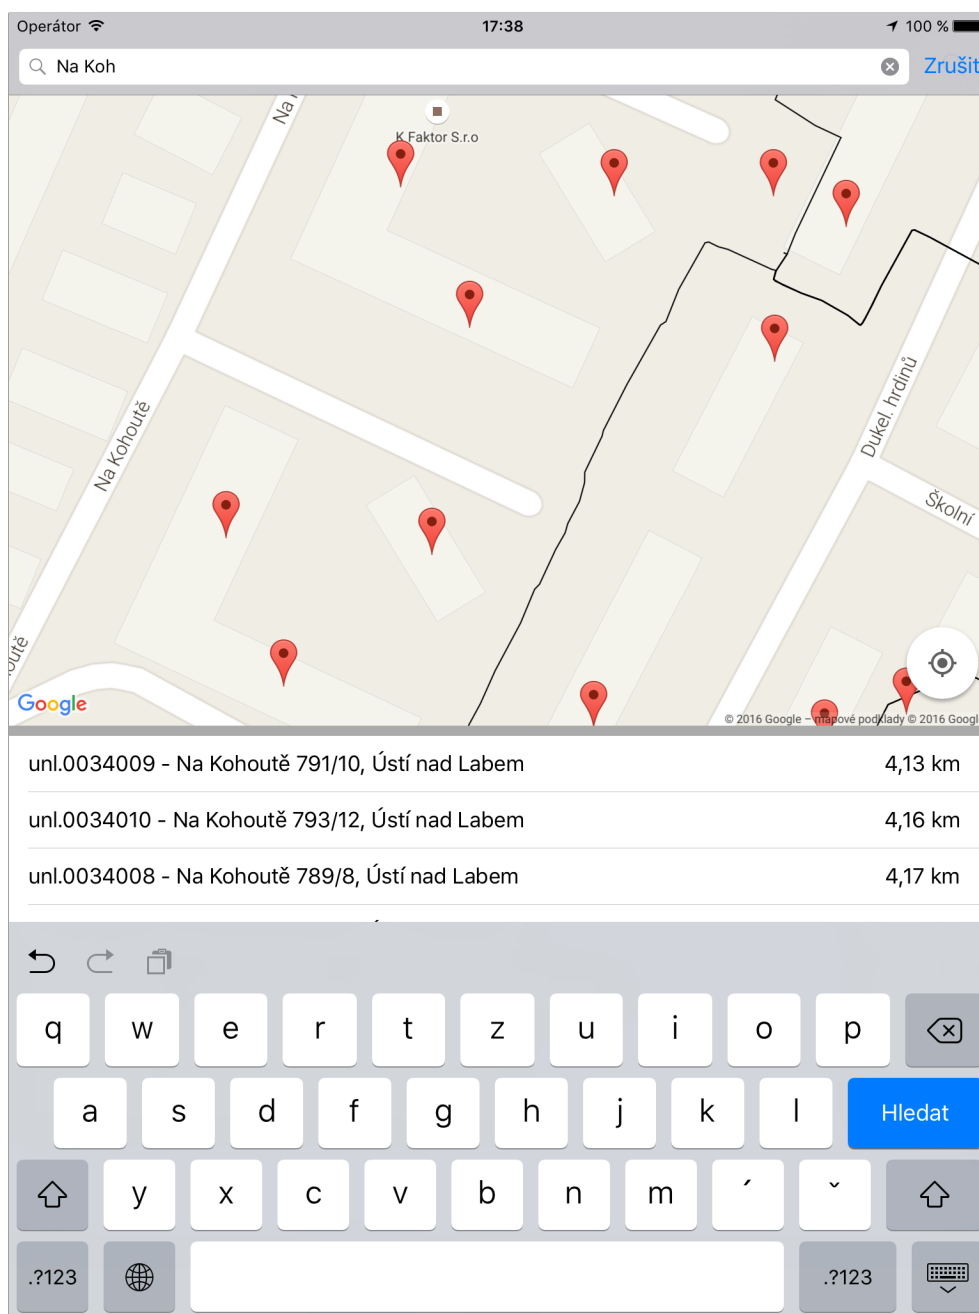 Operátor 17:38 100 %
Na Koh Zrušit
Na
K Faktor S.r.o
Na Kohoutě
Dukel. hrdinů
Školní
Google
© 2016 Google – mapové podklady © 2016 Googl
unl.0034009 - Na Kohoutě 791/10, Ústí nad Labem 4,13 km
unl.0034010 - Na Kohoutě 793/12, Ústí nad Labem 4,16 km
unl.0034008 - Na Kohoutě 789/8, Ústí nad Labem 4,17 km
q w e r t z u i o p
a s d f g h j k l Hledat
y x c v b n m ´ ˇ
.?123 .?123